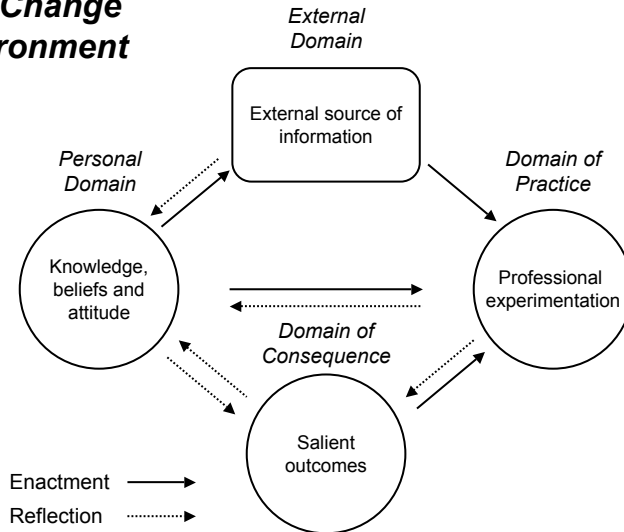 Change
External
Domain
External source of
information
Personal
Domain
Domain of
Practice
Knowledge,
beliefs and
attitude
Professional
experimentation
Domain of
Consequence
Salient
outcomes
Enactment
Reflection